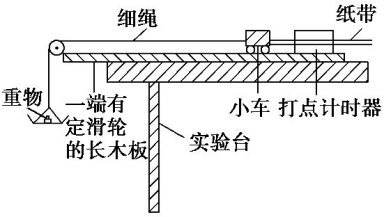 细绳
纸带
重物
一端有
定滑轮
的长木板
小车
打点计时器
实验台